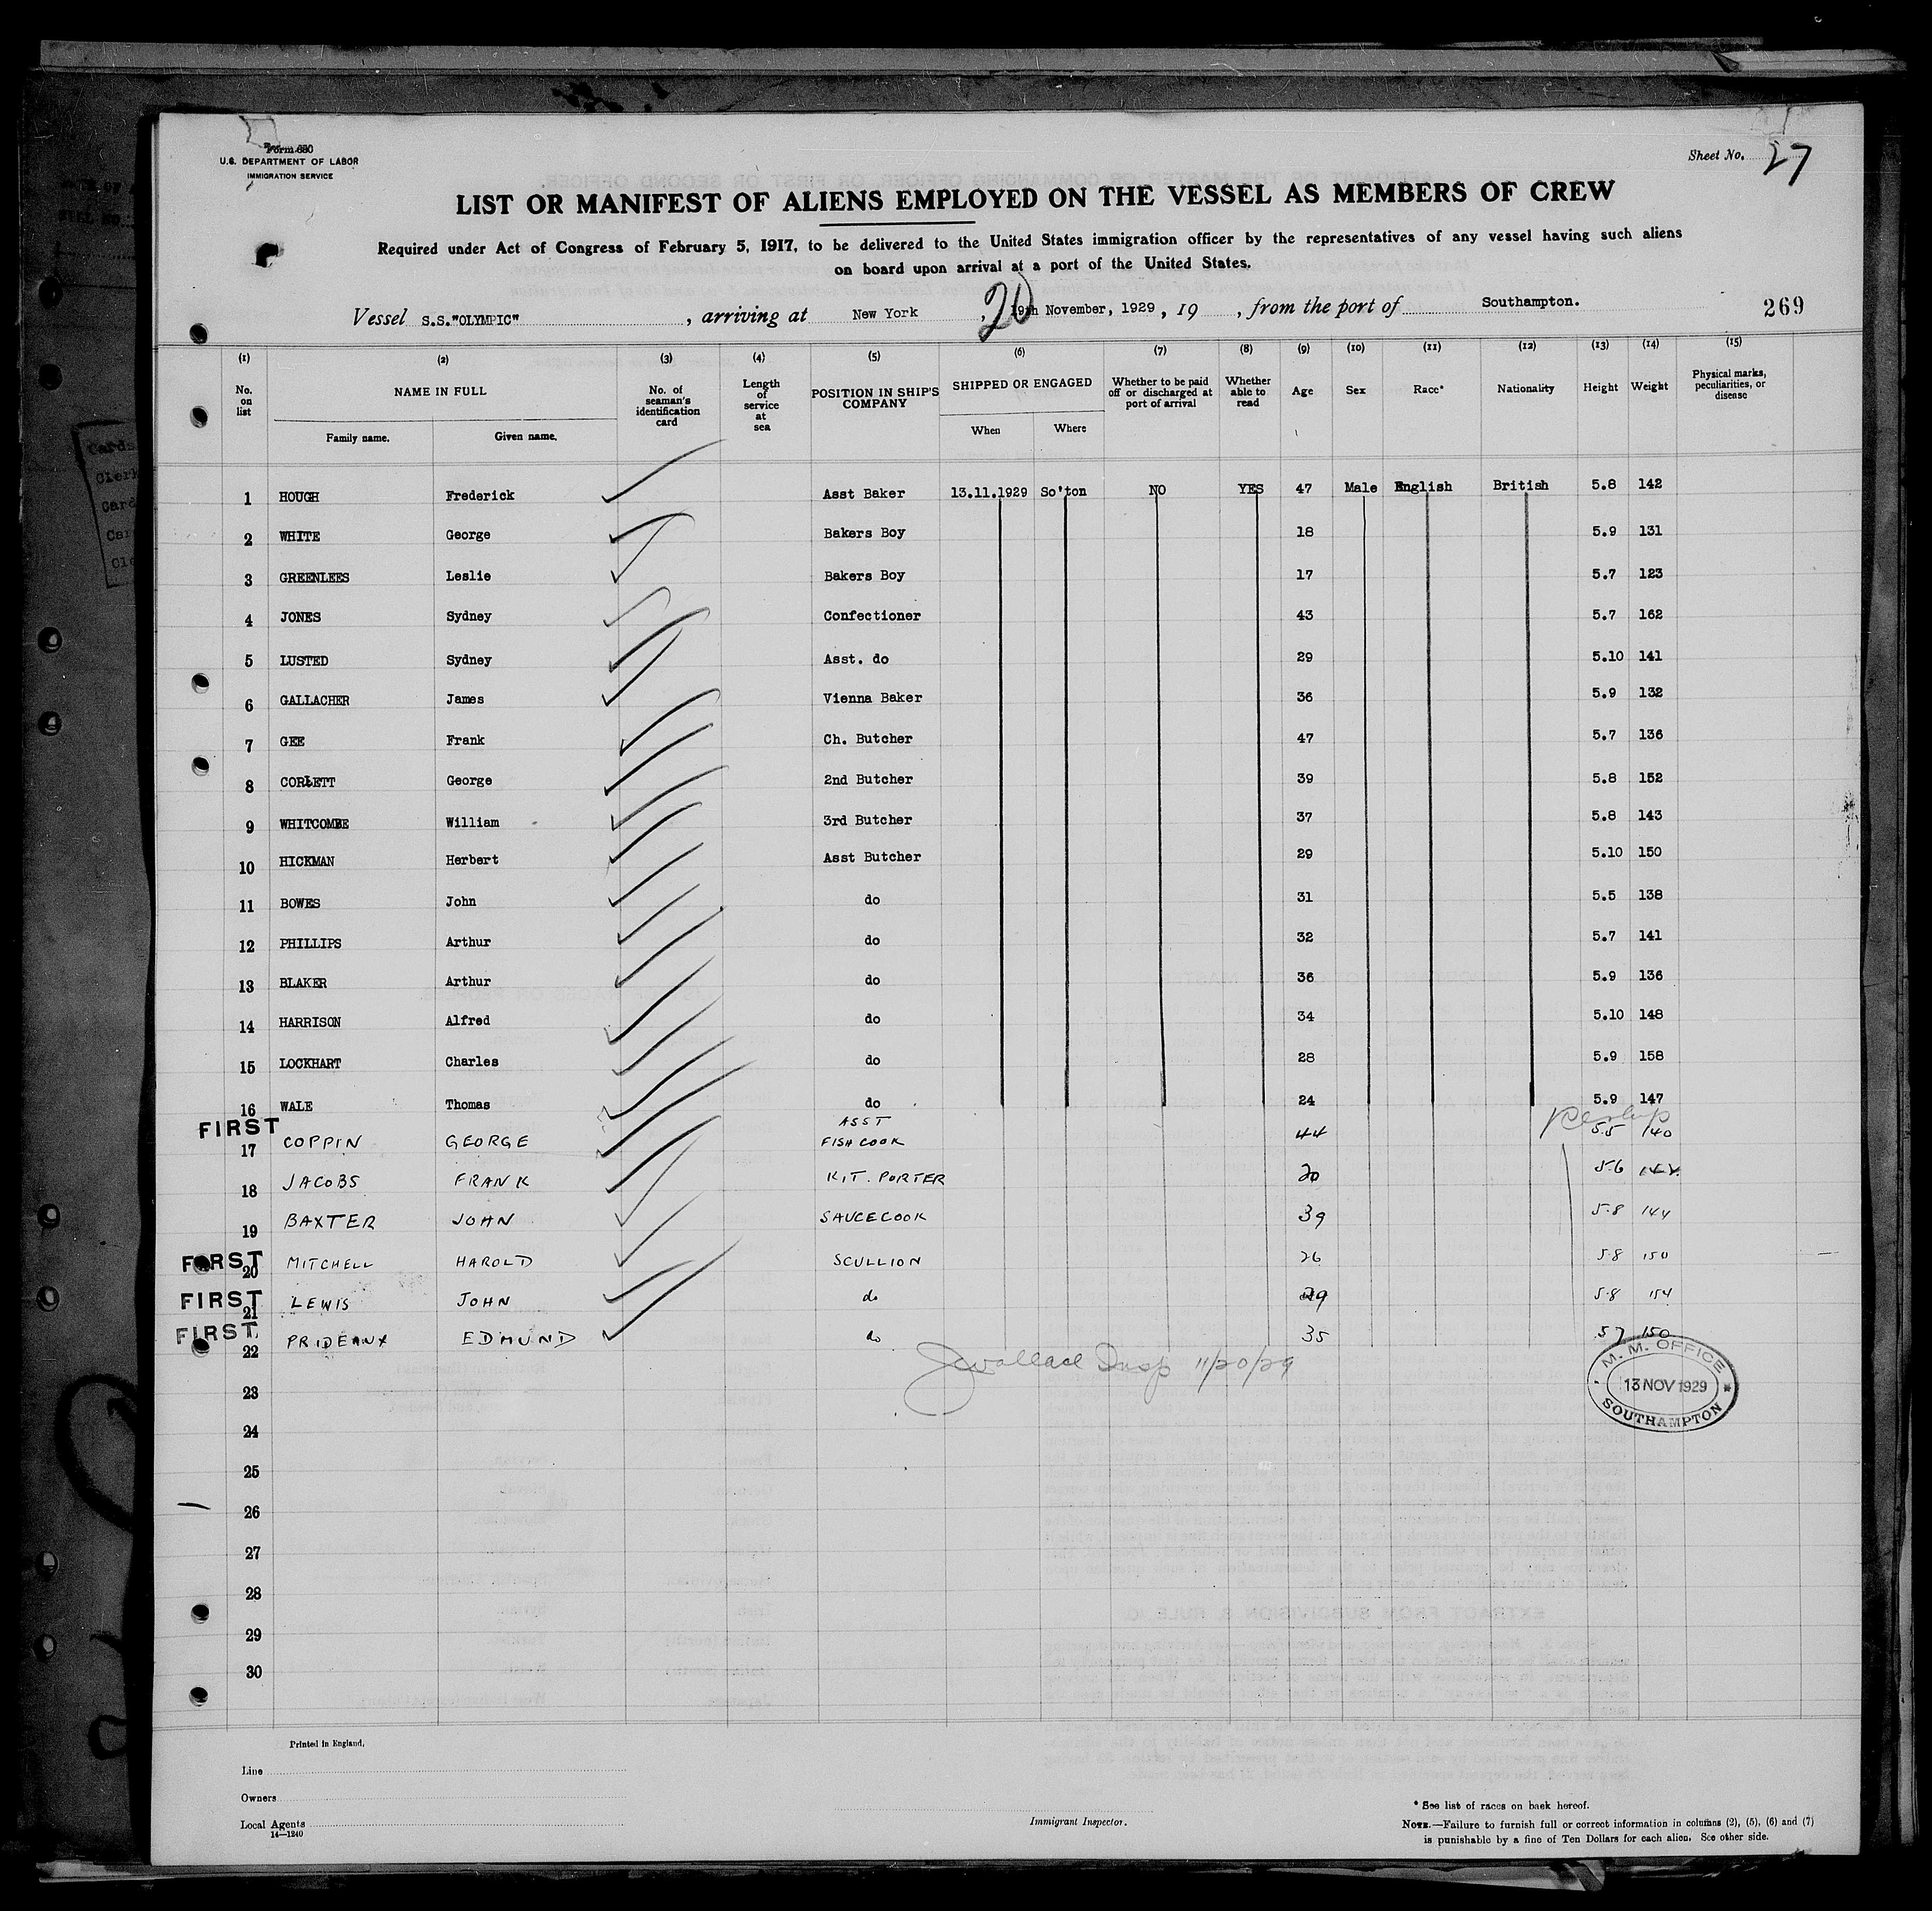 Form 680
U.S. DEPARTMENT OF LABOR
IMMIGRATION SERVICE
Sheet No. 27
LIST OR MANIFEST OF ALIENS EMPLOYED ON THE VESSEL AS MEMBERS OF CREW
Required under Act of Congress of February 5, 1917, to be delivered to the United States immigration officer by the representatives of any vessel having such aliens
on board upon arrival at a port of the United States.
Vessel S.S."OLYMPIC", arriving at New York, 20 19th November, 1929, 19 , from the port of Southampton. 269
(1) (2) (3) (4) (5) (6) (7) (8) (9) (10) (11) (12) (13) (14) (15)
No. on list NAME IN FULL Family name. Given name. No. of seaman's identification card Length of service at sea POSITION IN SHIP'S COMPANY SHIPPED OR ENGAGED When Where Whether to be paid off or discharged at port of arrival Whether able to read Age Sex Race* Nationality Height Weight Physical marks, peculiarities, or disease
1 HOUGH Frederick Asst Baker 13.11.1929 So'ton NO YES 47 Male English British 5.8 142
2 WHITE George Bakers Boy 18 5.9 131
3 GREENLEES Leslie Bakers Boy 17 5.7 123
4 JONES Sydney Confectioner 43 5.7 162
5 LUSTED Sydney Asst. do 29 5.10 141
6 GALLACHER James Vienna Baker 36 5.9 132
7 GEE Frank Ch. Butcher 47 5.7 136
8 CORLETT George 2nd Butcher 39 5.8 152
9 WHITCOMBE William 3rd Butcher 37 5.8 143
10 HICKMAN Herbert Asst Butcher 29 5.10 150
11 BOWES John do 31 5.5 138
12 PHILLIPS Arthur do 32 5.7 141
13 BLAKER Arthur do 36 5.9 136
14 HARRISON Alfred do 34 5.10 148
15 LOCKHART Charles do 28 5.9 158
16 WALE Thomas do 24 5.9 147
FIRST 17 COPPIN GEORGE ASST FISH COOK 44 5.5 140
18 JACOBS FRANK KIT. PORTER 20 5.6
19 BAXTER JOHN SAUCECOOK 39 5.8 144
FIRST 20 MITCHELL HAROLD SCULLION 26 5.8 150
FIRST 21 LEWIS JOHN do 29 5.8 154
FIRST 22 PRIDEAUX EDMUND do 35 5 7 150
J Wallace Insp 11/20/29
M. M. OFFICE
13 NOV 1929
SOUTHAMPTON
23
24
25
26
27
28
29
30
Printed in England.
Line
Owners
Local Agents
14—1240
Immigrant Inspector.
* See list of races on back hereof.
NOTE.—Failure to furnish full or correct information in columns (2), (5), (6) and (7)
is punishable by a fine of Ten Dollars for each alien. See other side.